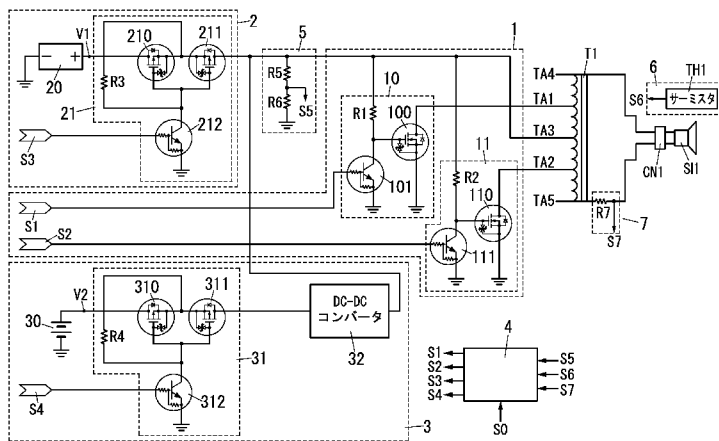 2
V1
210
211
5
1
20
R3
21
212
S3
R5
R6
S5
10
R1
100
101
11
R2
110
111
S1
S2
TA4
T1
TA1
TA3
TA2
TA5
6
TH1
S6
サーミスタ
CN1
SI1
R7
7
S7
V2
310
311
30
R4
31
312
S4
DC-DC
コンバータ
32
3
4
S1
S2
S3
S4
S5
S6
S7
S0